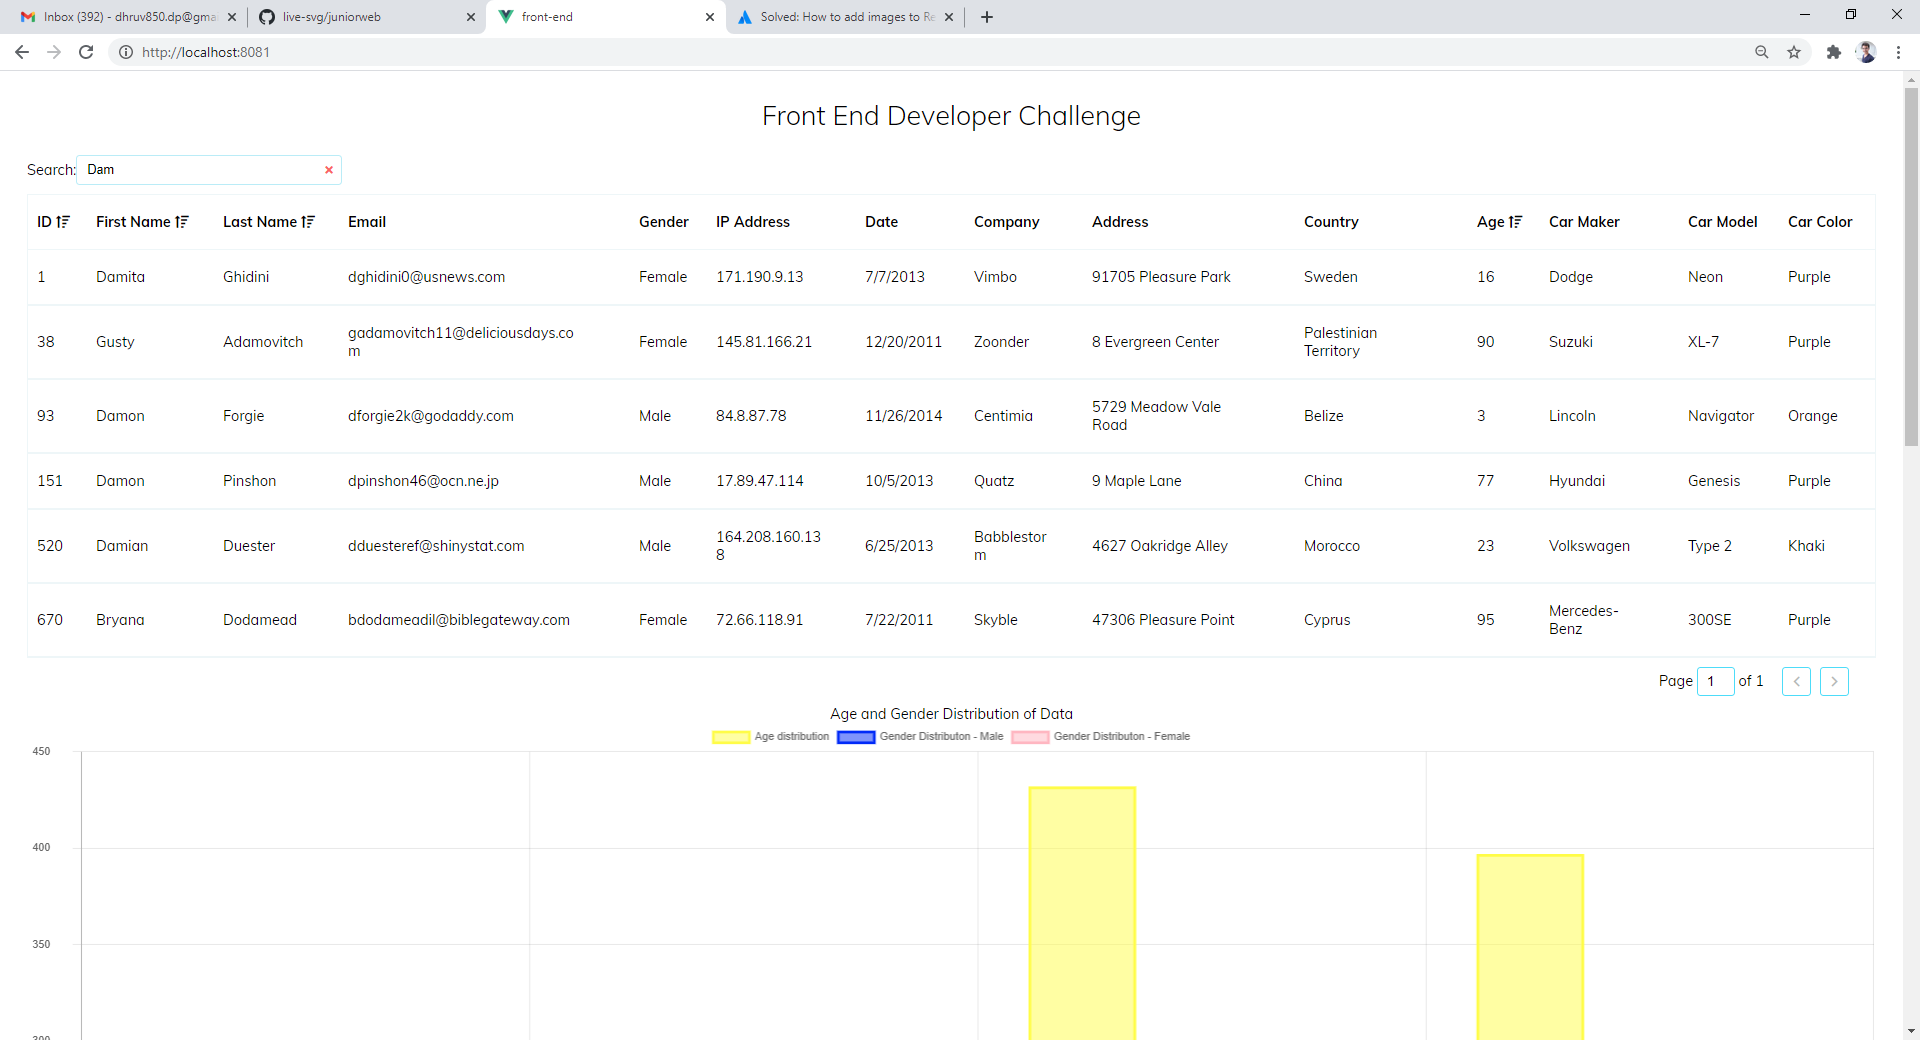 Inbox (392) - dhruv850.dp@gma
live-svg/juniorweb
front-end
Solved: How to add images to Re
http://localhost:8081
Front End Developer Challenge
Search: Dam
ID First Name Last Name Email Gender IP Address Date Company Address Country Age Car Maker Car Model Car Color
1 Damita Ghidini dghidini0@usnews.com Female 171.190.9.13 7/7/2013 Vimbo 91705 Pleasure Park Sweden 16 Dodge Neon Purple
38 Gusty Adamovitch gadamovitch11@deliciousdays.co
m Female 145.81.166.21 12/20/2011 Zoonder 8 Evergreen Center Palestinian
Territory 90 Suzuki XL-7 Purple
93 Damon Forgie dforgie2k@godaddy.com Male 84.8.87.78 11/26/2014 Centimia 5729 Meadow Vale
Road Belize 3 Lincoln Navigator Orange
151 Damon Pinshon dpinshon46@ocn.ne.jp Male 17.89.47.114 10/5/2013 Quatz 9 Maple Lane China 77 Hyundai Genesis Purple
520 Damian Duester dduesteref@shinystat.com Male 164.208.160.13
8 6/25/2013 Babblestor
m 4627 Oakridge Alley Morocco 23 Volkswagen Type 2 Khaki
670 Bryana Dodamead bdodameadil@biblegateway.com Female 72.66.118.91 7/22/2011 Skyble 47306 Pleasure Point Cyprus 95 Mercedes-
Benz 300SE Purple
Page 1 of 1
Age and Gender Distribution of Data
Age distribution Gender Distributon - Male Gender Distributon - Female
450
400
350
300